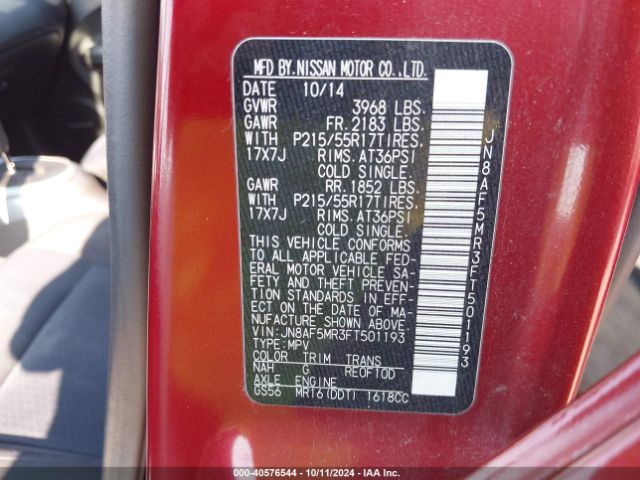 MFD BY.NISSAN MOTOR CO.,LTD.
DATE 10/14
GVWR 3968 LBS.
GAWR FR.2183 LBS.
WITH P215/55R17TIRES.
17X7J RIMS.AT36PSI
COLD SINGLE.
GAWR RR.1852 LBS.
WITH P215/55R17TIRES.
17X7J RIMS.AT36PSI
COLD SINGLE.
THIS VEHICLE CONFORMS
TO ALL APPLICABLE FED-
ERAL MOTOR VEHICLE SA-
FETY AND THEFT PREVEN-
TION STANDARDS IN EFF-
ECT ON THE DATE OF MA-
NUFACTURE SHOWN ABOVE.
VIN:JN8AF5MR3FT501193
TYPE:MPV
COLOR TRIM TRANS
NAH G RE0F10D
AXLE ENGINE
GS56 MR16(DDT) 1618CC
JN8AF5MR3FT501193
000-40576544 - 10/11/2024 - IAA Inc.